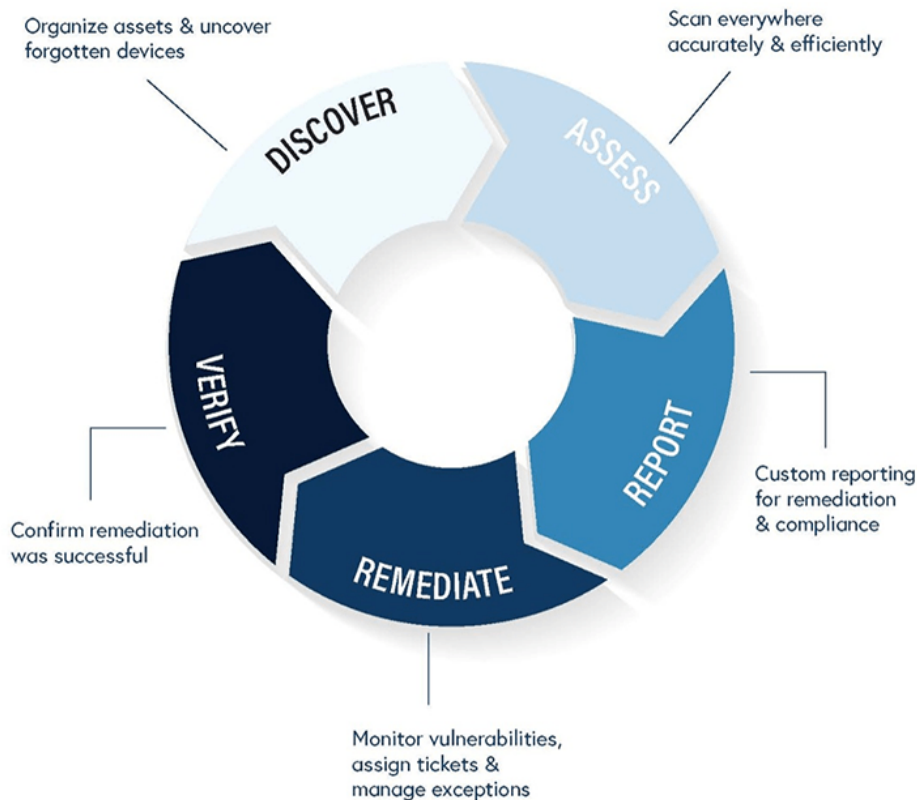 Organize assets & uncover
forgotten devices
Scan everywhere
accurately & efficiently
DISCOVER
ASSESS
VERIFY
REPORT
Custom reporting
for remediation
& compliance
Confirm remediation
was successful
REMEDIATE
Monitor vulnerabilities,
assign tickets &
manage exceptions